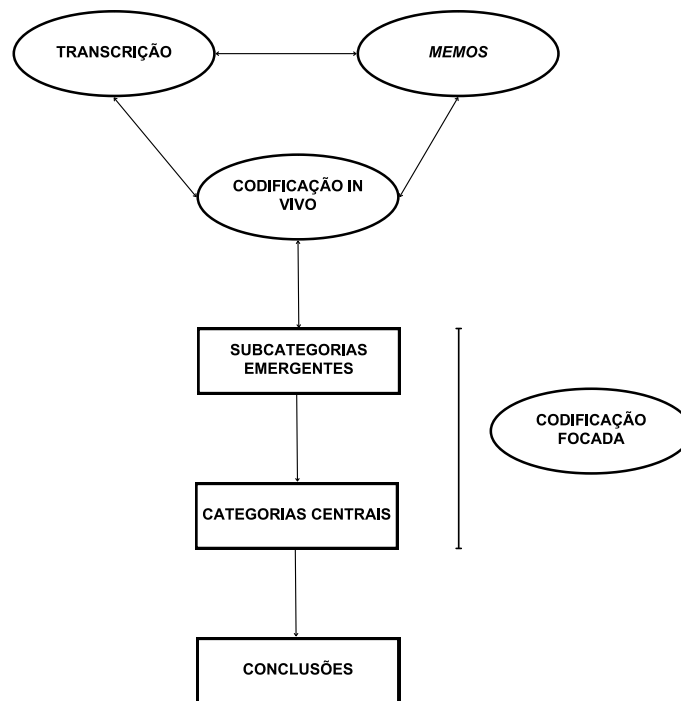 TRANSCRIÇÃO
MEMOS
CODIFICAÇÃO IN
VIVO
SUBCATEGORIAS
EMERGENTES
CODIFICAÇÃO
FOCADA
CATEGORIAS CENTRAIS
CONCLUSÕES